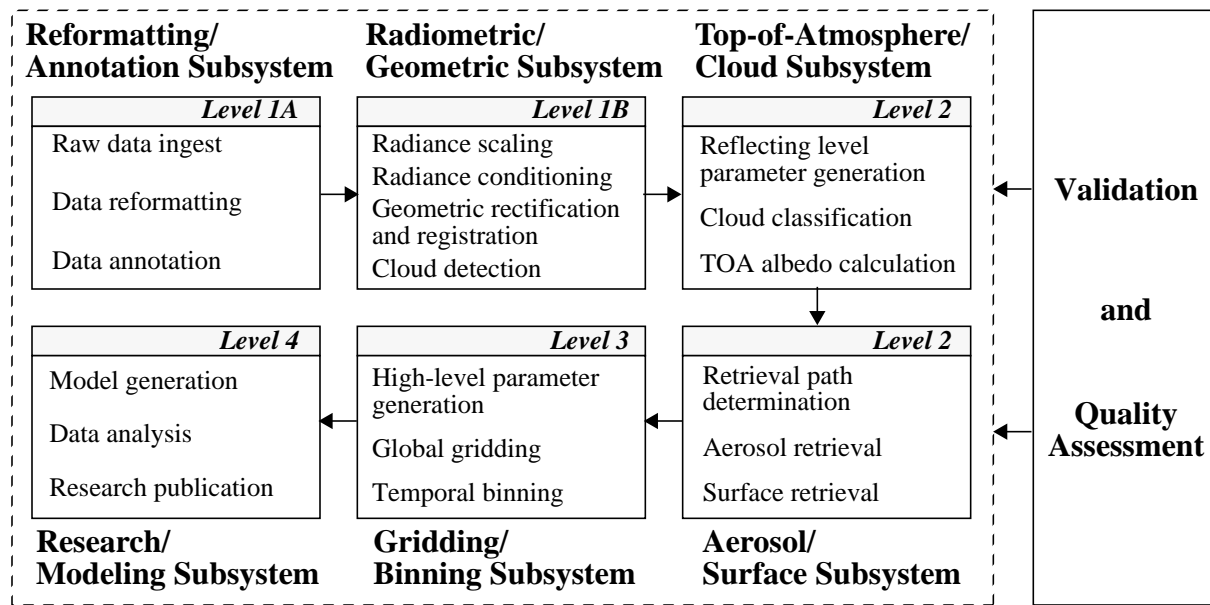 Reformatting/
Annotation Subsystem
Level 1A
Raw data ingest
Data reformatting
Data annotation
Radiometric/
Geometric Subsystem
Level 1B
Radiance scaling
Radiance conditioning
Geometric rectification
and registration
Cloud detection
Top-of-Atmosphere/
Cloud Subsystem
Level 2
Reflecting level
parameter generation
Cloud classification
TOA albedo calculation
Level 2
Retrieval path
determination
Aerosol retrieval
Surface retrieval
Aerosol/
Surface Subsystem
Level 3
High-level parameter
generation
Global gridding
Temporal binning
Gridding/
Binning Subsystem
Level 4
Model generation
Data analysis
Research publication
Research/
Modeling Subsystem
Validation
and
Quality
Assessment